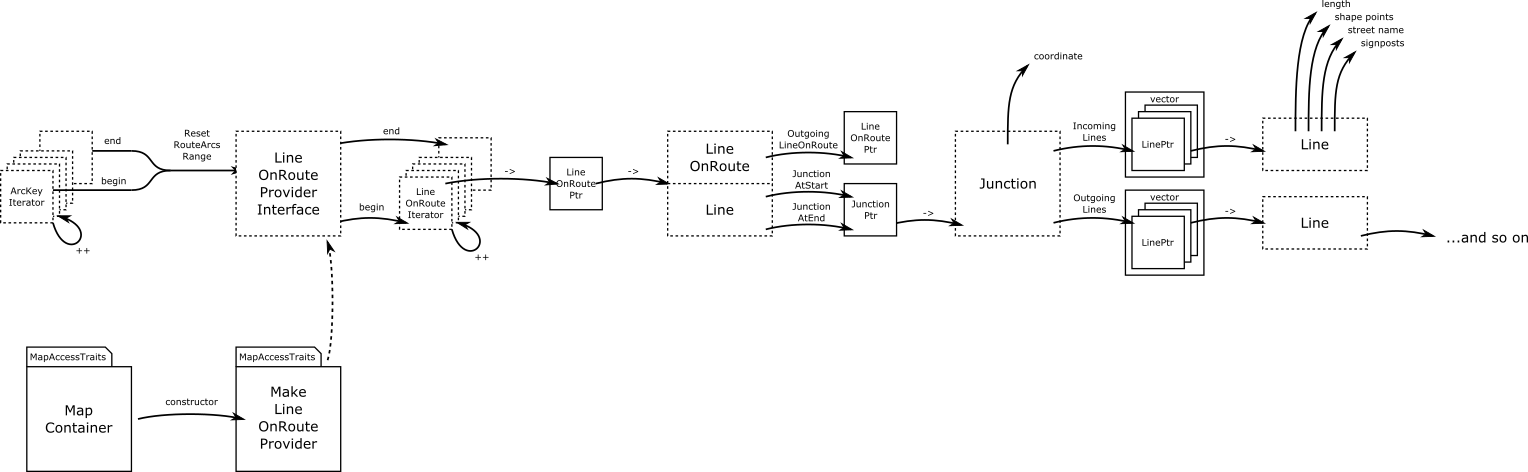 length
shape points
street name
signposts
coordinate
end
Reset
RouteArcs
Range
begin
ArcKey
Iterator
++
Line
OnRoute
Provider
Interface
end
begin
Line
OnRoute
Iterator
++
->
Line
OnRoute
Ptr
->
Line
OnRoute
Line
Outgoing
LineOnRoute
Line
OnRoute
Ptr
Junction
AtStart
Junction
AtEnd
Junction
Ptr
->
Junction
Incoming
Lines
vector
LinePtr
->
Line
Outgoing
Lines
vector
LinePtr
->
Line
...and so on
MapAccessTraits
Map
Container
constructor
MapAccessTraits
Make
Line
OnRoute
Provider